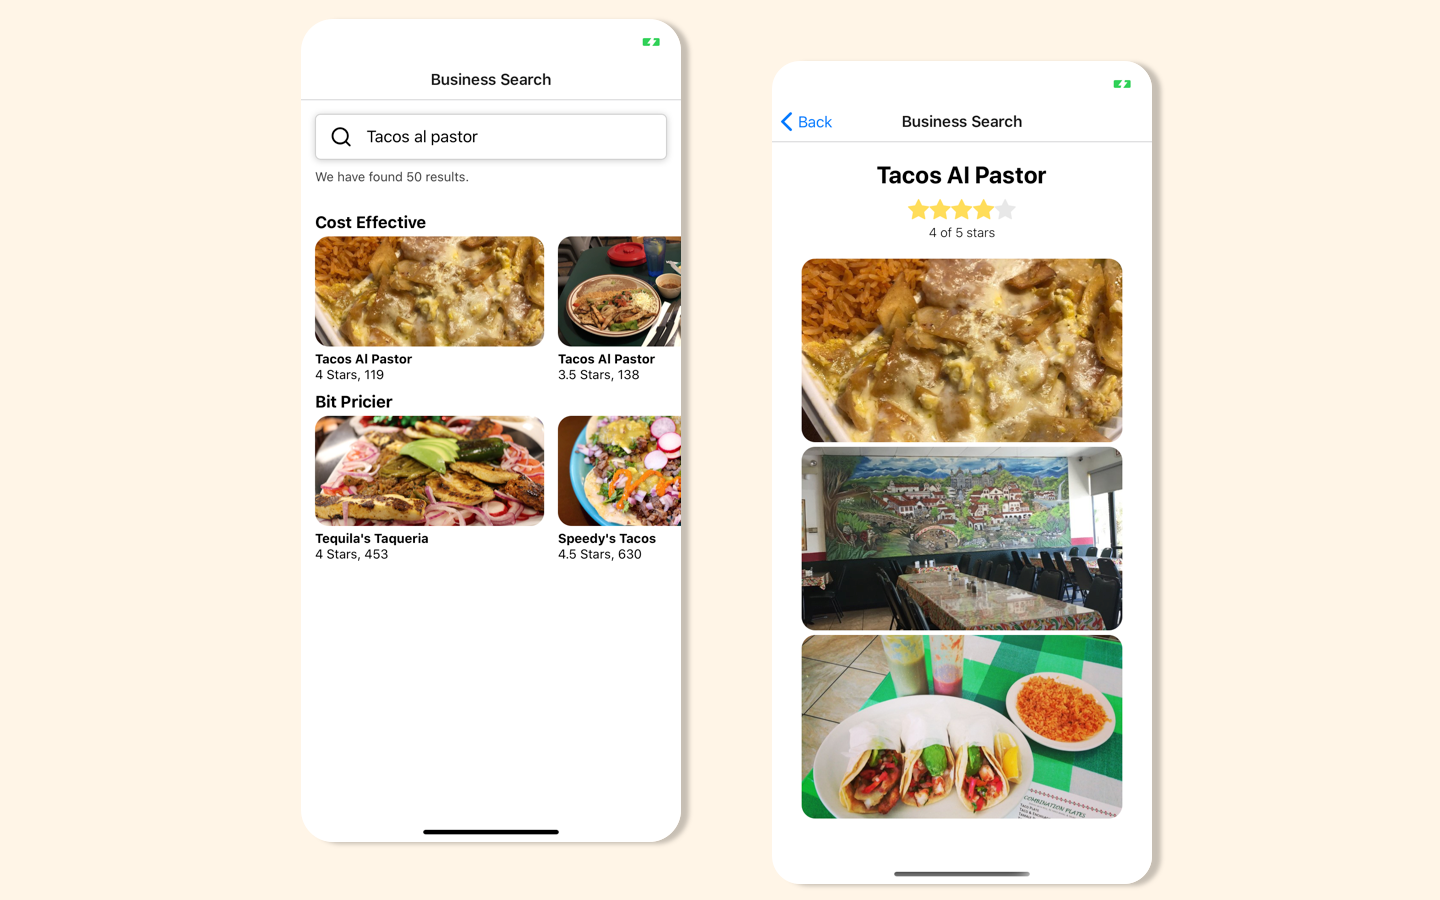 Business Search
Tacos al pastor
We have found 50 results.
Cost Effective
Tacos Al Pastor
4 Stars, 119
Tacos Al Pastor
3.5 Stars, 138
Bit Pricier
Tequila's Taqueria
4 Stars, 453
Speedy's Tacos
4.5 Stars, 630
Back
Business Search
Tacos Al Pastor
4 of 5 stars
COMBINATION PLATES